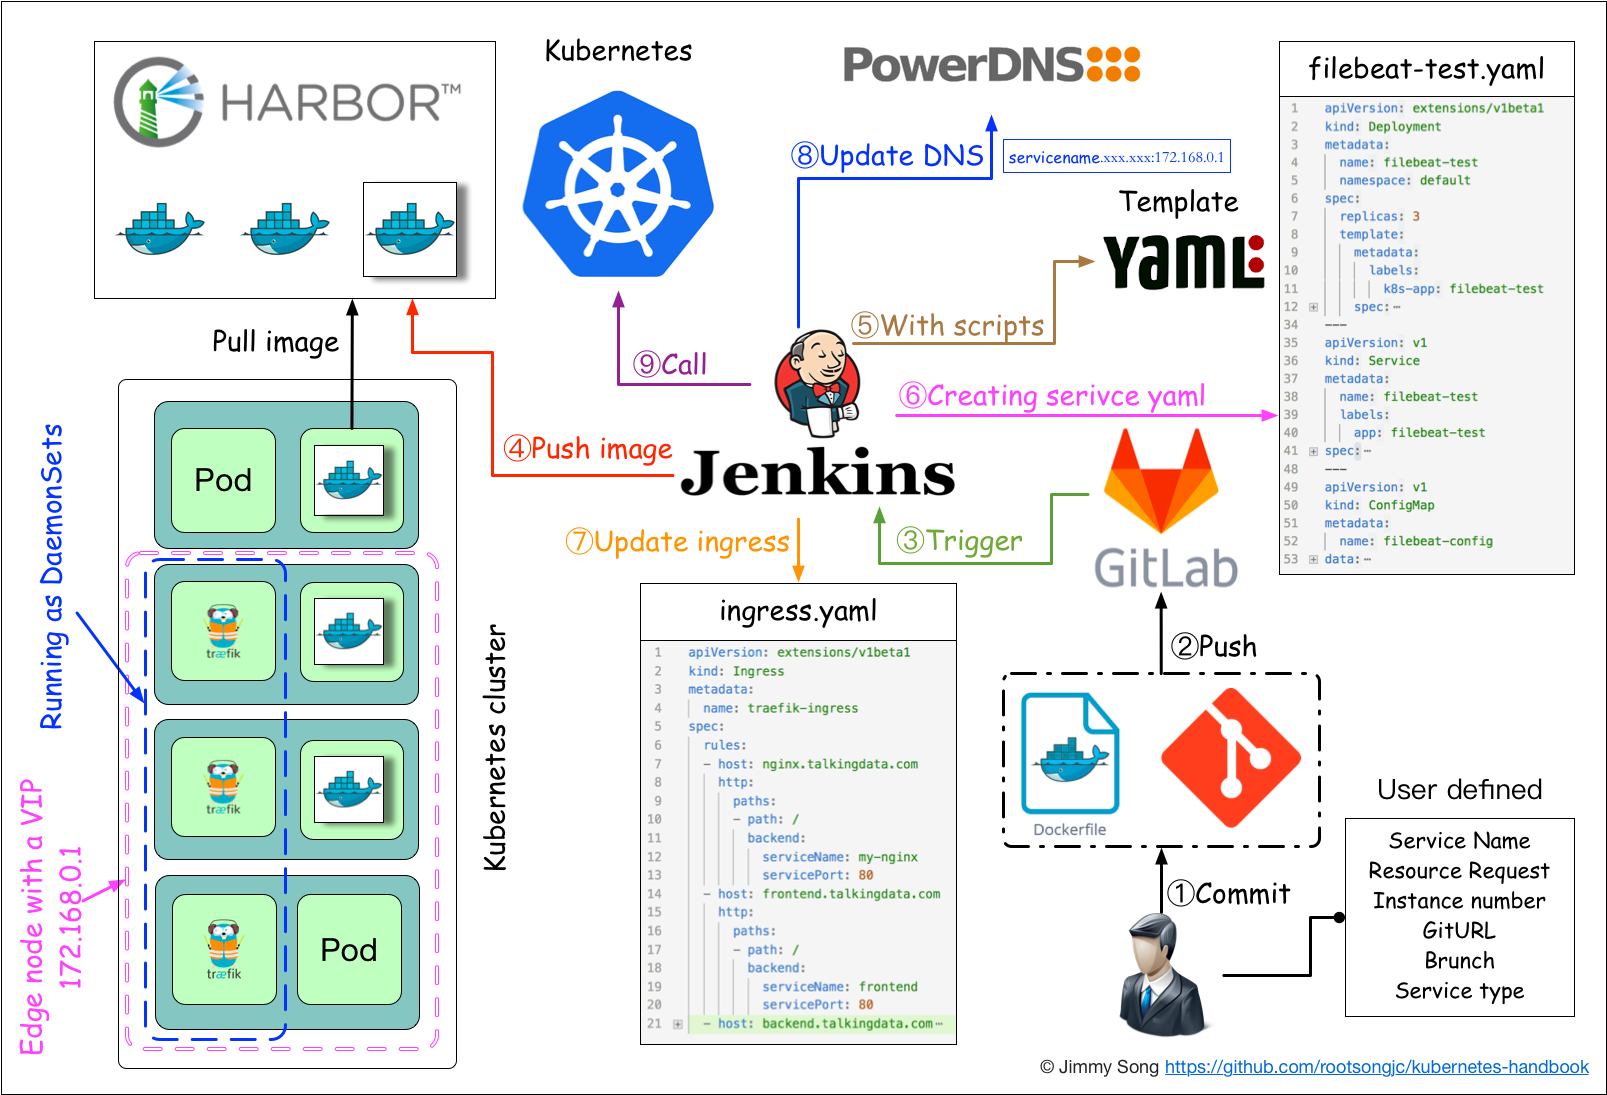 HARBOR™
Kubernetes
PowerDNS
⑧Update DNS
servicename.xxx.xxx:172.168.0.1
Template
YAML
⑤With scripts
Pull image
⑨Call
⑥Creating serivce yaml
④Push image
Jenkins
⑦Update ingress
③Trigger
GitLab
②Push
Dockerfile
①Commit
User defined
Service Name
Resource Request
Instance number
GitURL
Brunch
Service type
Pod
træfik
træfik
træfik
Pod
Running as DaemonSets
Edge node with a VIP
172.168.0.1
Kubernetes cluster
filebeat-test.yaml
1 apiVersion: extensions/v1beta1
2 kind: Deployment
3 metadata:
4 name: filebeat-test
5 namespace: default
6 spec:
7 replicas: 3
8 template:
9 metadata:
10 labels:
11 k8s-app: filebeat-test
12 spec:⋯
34 ---
35 apiVersion: v1
36 kind: Service
37 metadata:
38 name: filebeat-test
39 labels:
40 app: filebeat-test
41 spec:⋯
48 ---
49 apiVersion: v1
50 kind: ConfigMap
51 metadata:
52 name: filebeat-config
53 data:⋯
ingress.yaml
1 apiVersion: extensions/v1beta1
2 kind: Ingress
3 metadata:
4 name: traefik-ingress
5 spec:
6 rules:
7 - host: nginx.talkingdata.com
8 http:
9 paths:
10 - path: /
11 backend:
12 serviceName: my-nginx
13 servicePort: 80
14 - host: frontend.talkingdata.com
15 http:
16 paths:
17 - path: /
18 backend:
19 serviceName: frontend
20 servicePort: 80
21 - host: backend.talkingdata.com⋯
© Jimmy Song https://github.com/rootsongjc/kubernetes-handbook